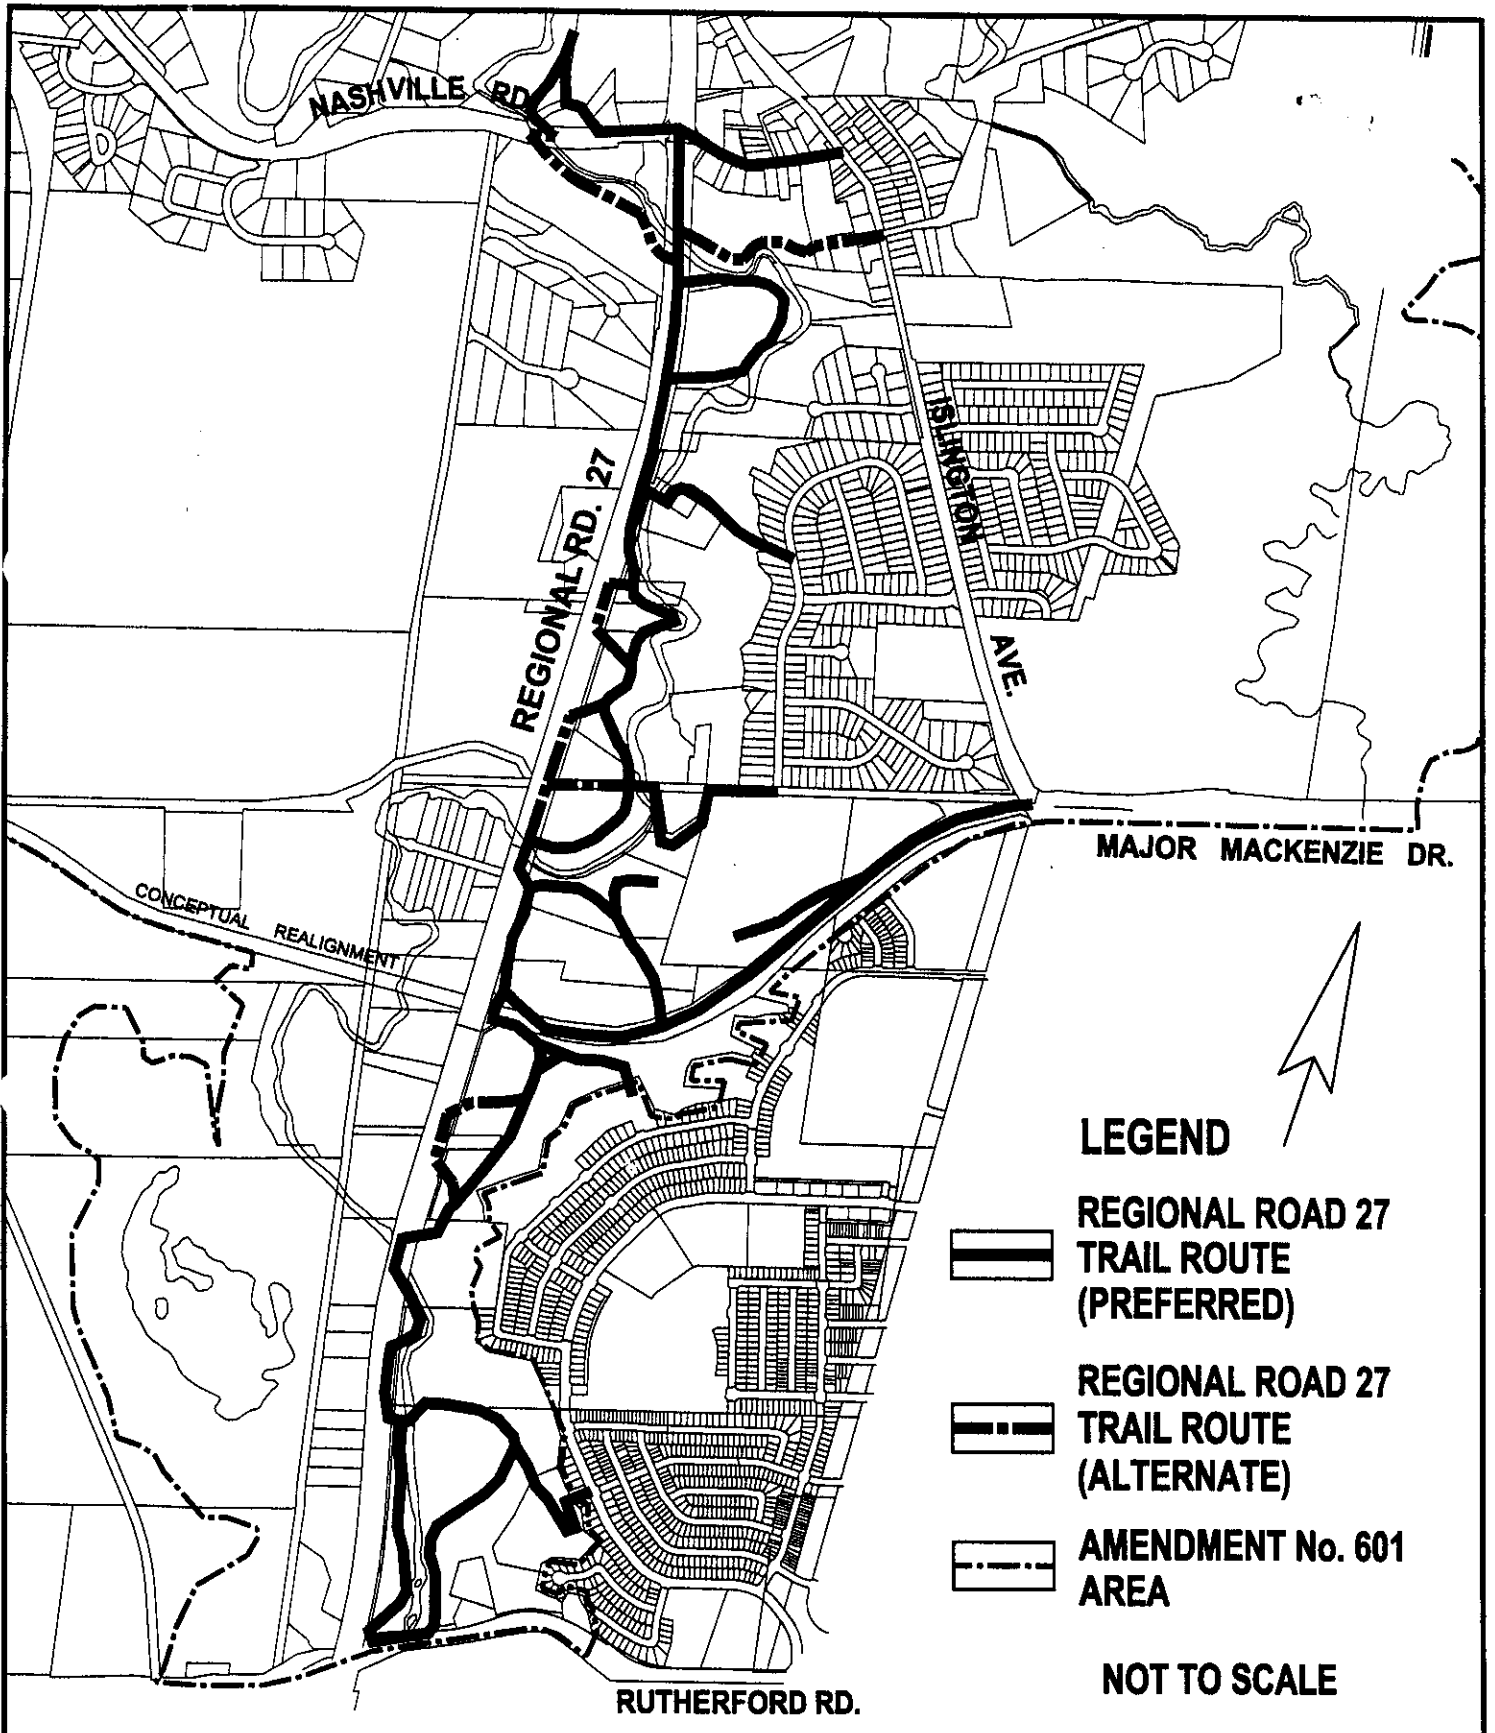 NASHVILLE RD.
REGIONAL RD. 27
ISLINGTON AVE.
MAJOR MACKENZIE DR.
CONCEPTUAL REALIGNMENT
LEGEND
REGIONAL ROAD 27
TRAIL ROUTE
(PREFERRED)
REGIONAL ROAD 27
TRAIL ROUTE
(ALTERNATE)
AMENDMENT No. 601
AREA
NOT TO SCALE
RUTHERFORD RD.